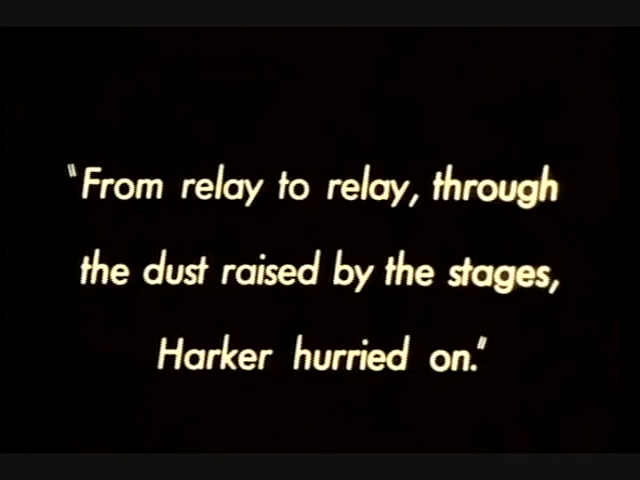 "From relay to relay, through
the dust raised by the stages,
Harker hurried on."